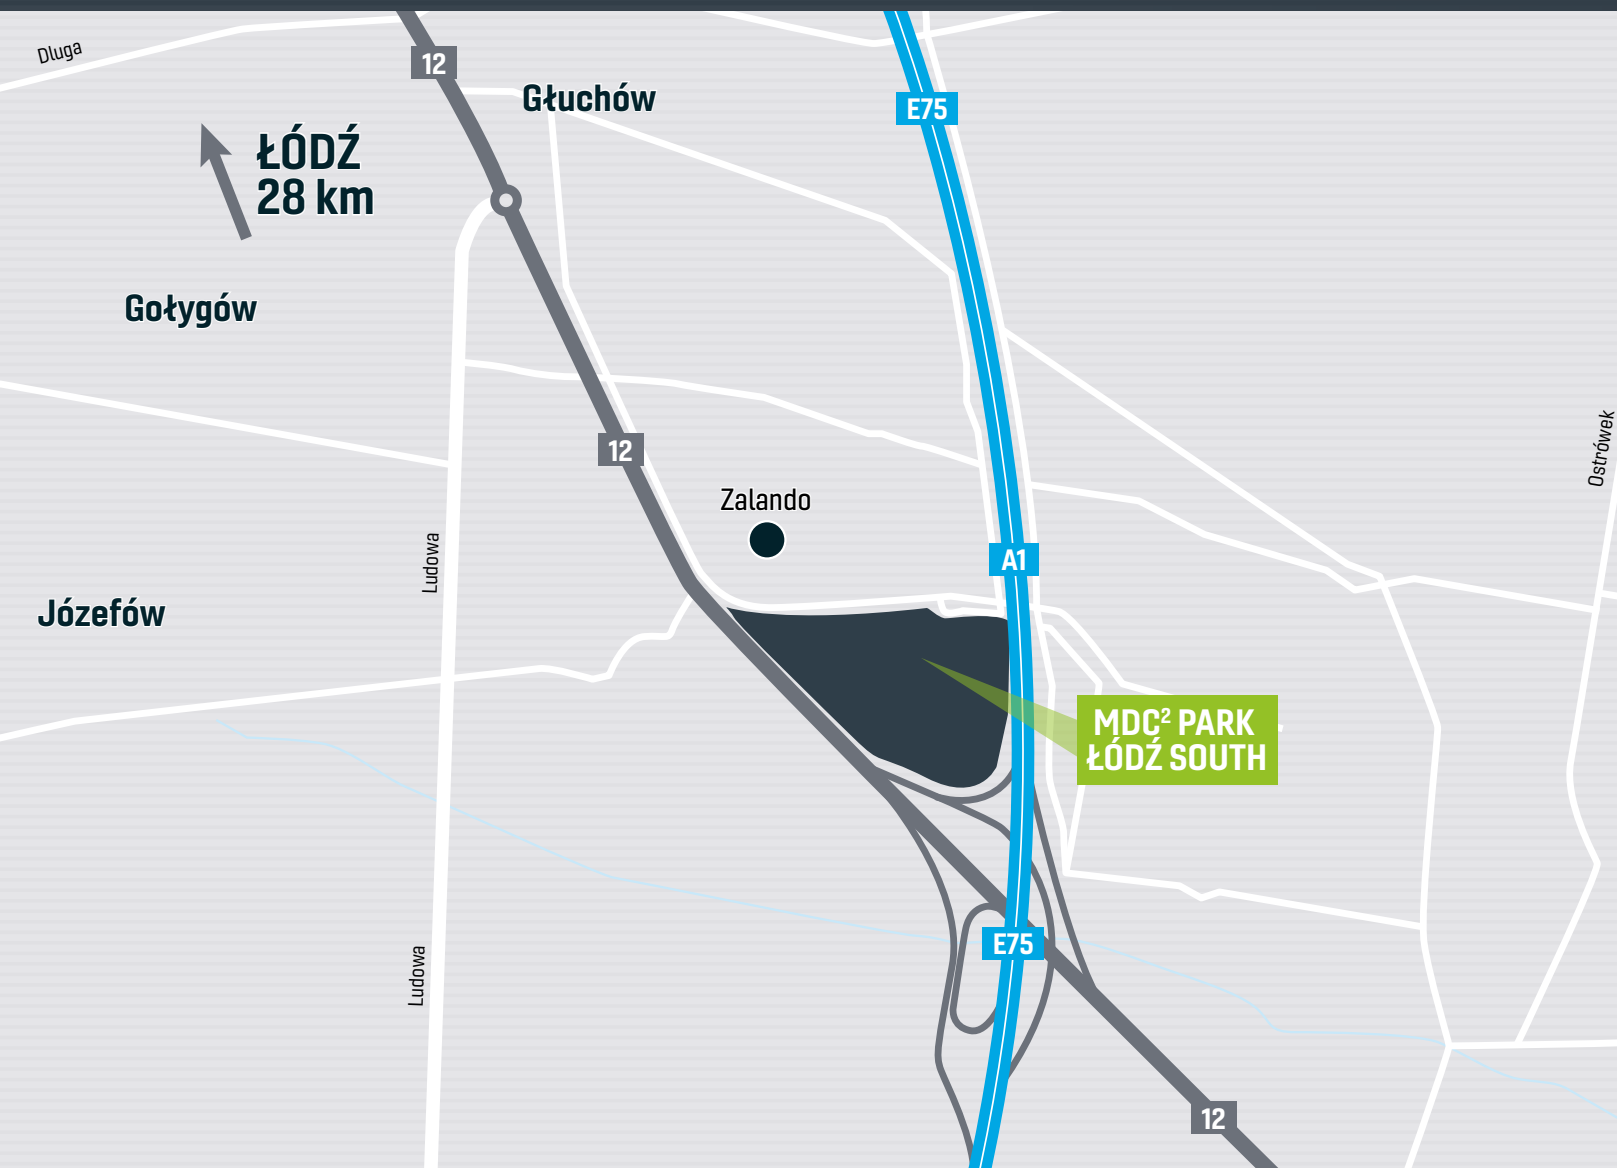 Dluga
12
Głuchów
E75
ŁÓDŹ
28 km
Gołygów
12
Ostrówek
Zalando
Ludowa
A1
Józefów
MDC² PARK
ŁÓDŹ SOUTH
E75
Ludowa
12